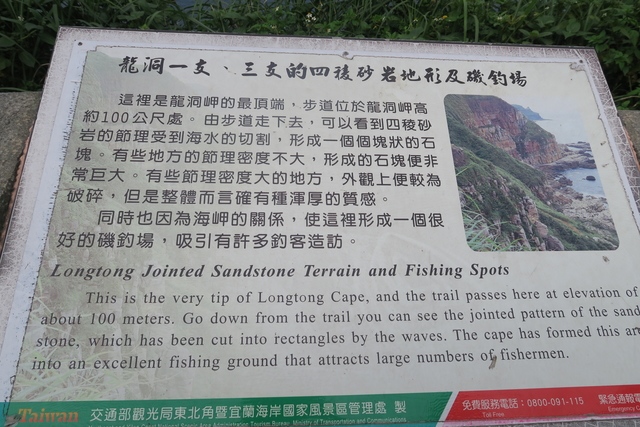 龍洞一支、三支的四稜砂岩地形及磯釣場
這裡是龍洞岬的最頂端，步道位於龍洞岬高
約100公尺處。由步道走下去，可以看到四稜砂
岩的節理受到海水的切割，形成一個個塊狀的石
塊。有些地方的節理密度不大，形成的石塊便非
常巨大。有些節理密度大的地方，外觀上便較為
破碎，但是整體而言確有種渾厚的質感。
同時也因為海岬的關係，使這裡形成一個很
好的磯釣場，吸引有許多釣客造訪。
Longtong Jointed Sandstone Terrain and Fishing Spots
This is the very tip of Longtong Cape, and the trail passes here at elevation of
about 100 meters. Go down from the trail you can see the jointed pattern of the sand
stone, which has been cut into rectangles by the waves. The cape has formed this are
into an excellent fishing ground that attracts large numbers of fishermen.
Taiwan 交通部觀光局東北角暨宜蘭海岸國家風景區管理處 製
免費服務電話：0800-091-115 緊急通報電
Toll Free Emergency C